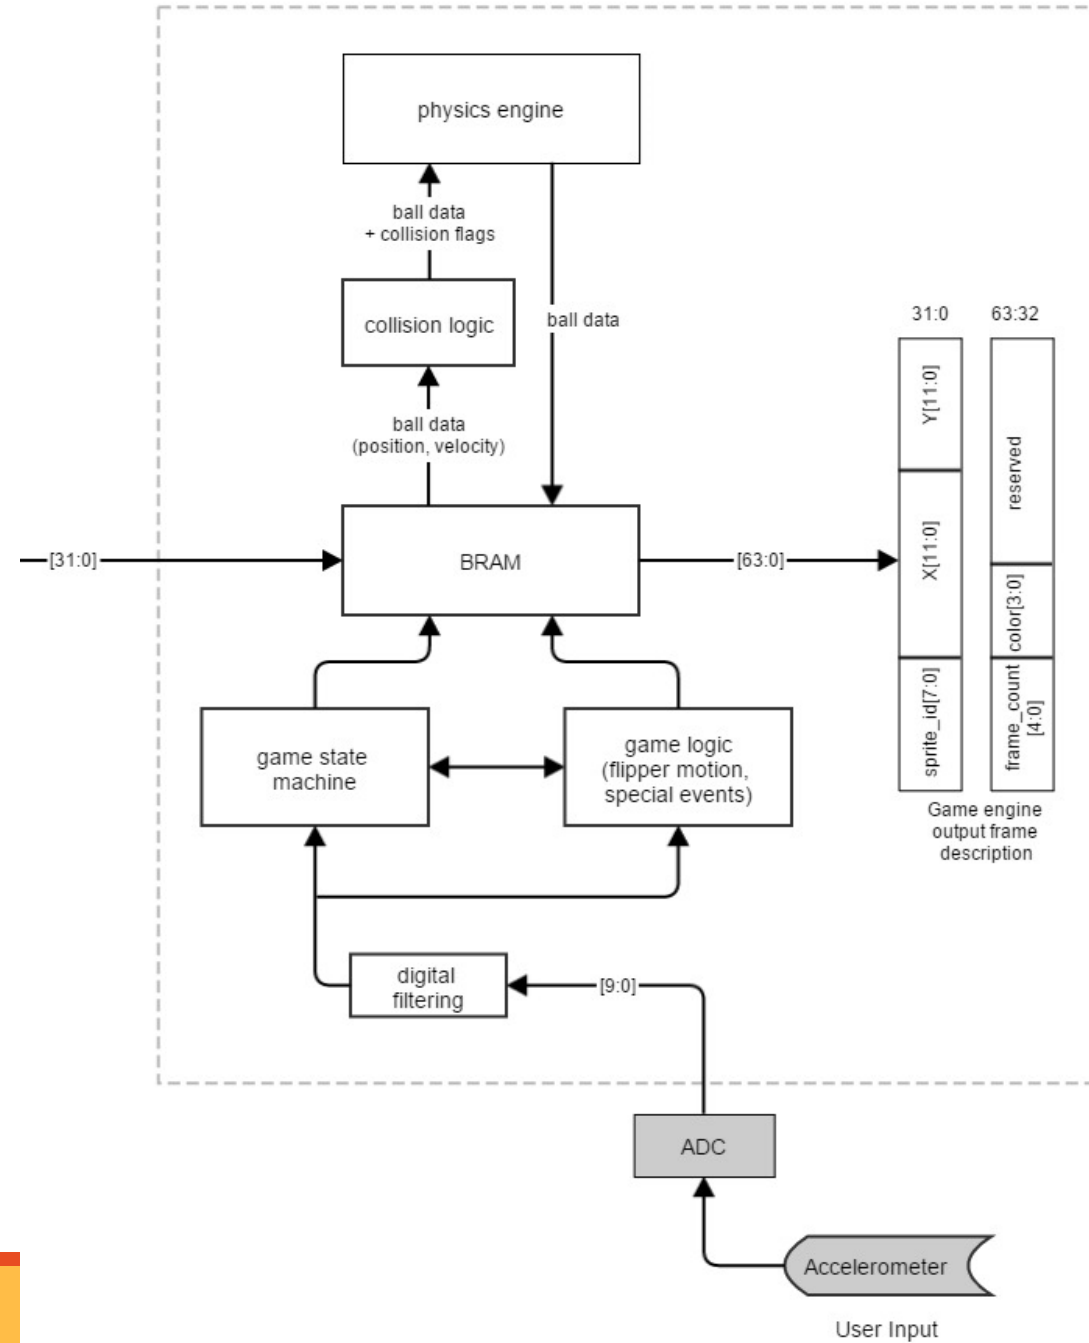 physics engine
ball data
+ collision flags
collision logic
ball data
ball data
(position, velocity)
31:0
63:32
Y[11:0]
X[11:0]
sprite_id[7:0]
reserved
color[3:0]
frame_count
[4:0]
[31:0]
BRAM
[63:0]
game state
machine
game logic
(flipper motion,
special events)
Game engine
output frame
description
digital
filtering
[9:0]
ADC
Accelerometer
User Input